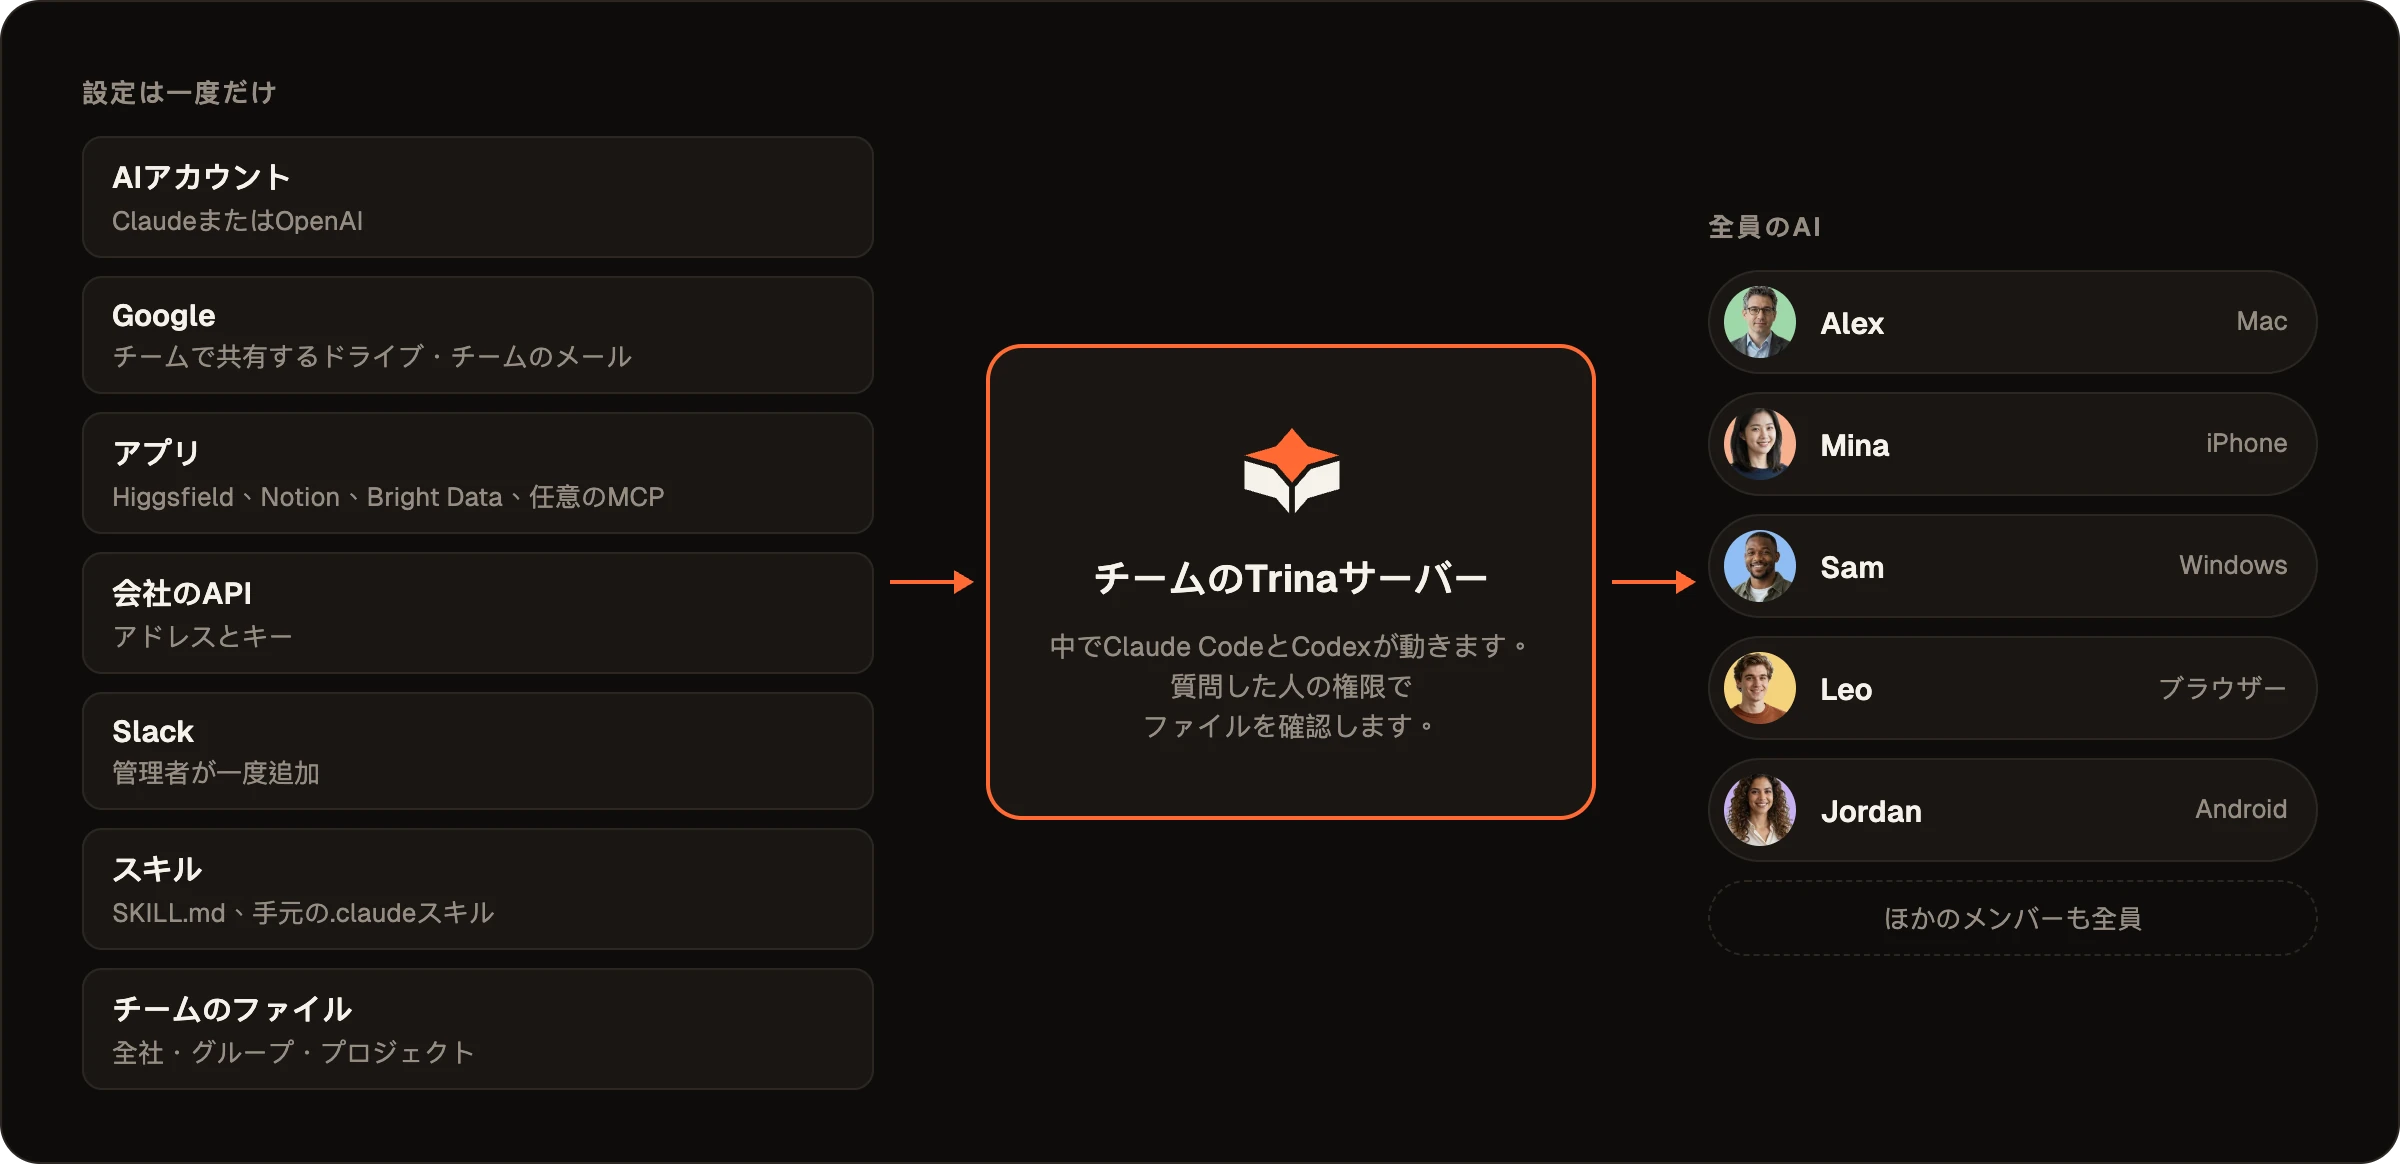 設定は一度だけ
AIアカウント
ClaudeまたはOpenAI
Google
チームで共有するドライブ・チームのメール
アプリ
Higgsfield、Notion、Bright Data、任意のMCP
会社のAPI
アドレスとキー
Slack
管理者が一度追加
スキル
SKILL.md、手元の.claudeスキル
チームのファイル
全社・グループ・プロジェクト
チームのTrinaサーバー
中でClaude CodeとCodexが動きます。
質問した人の権限で
ファイルを確認します。
全員のAI
Alex
Mac
Mina
iPhone
Sam
Windows
Leo
ブラウザー
Jordan
Android
ほかのメンバーも全員